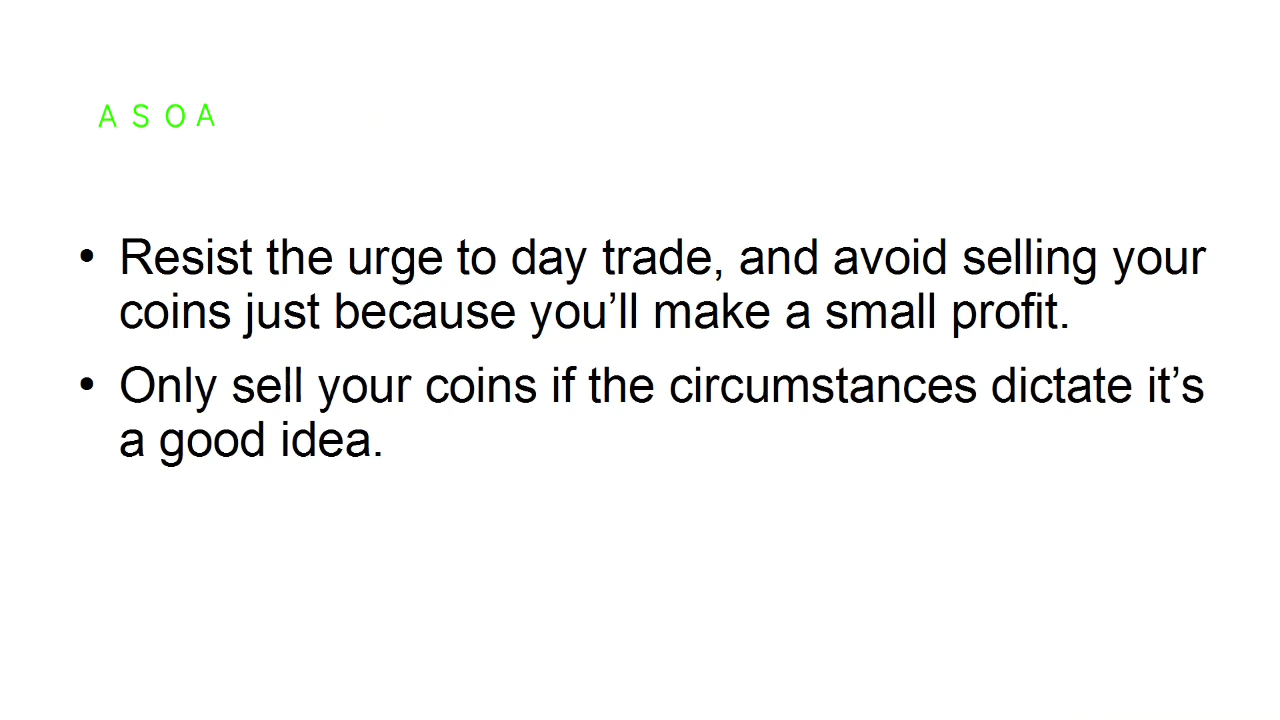 A S O A
• Resist the urge to day trade, and avoid selling your
coins just because you’ll make a small profit.
• Only sell your coins if the circumstances dictate it’s
a good idea.